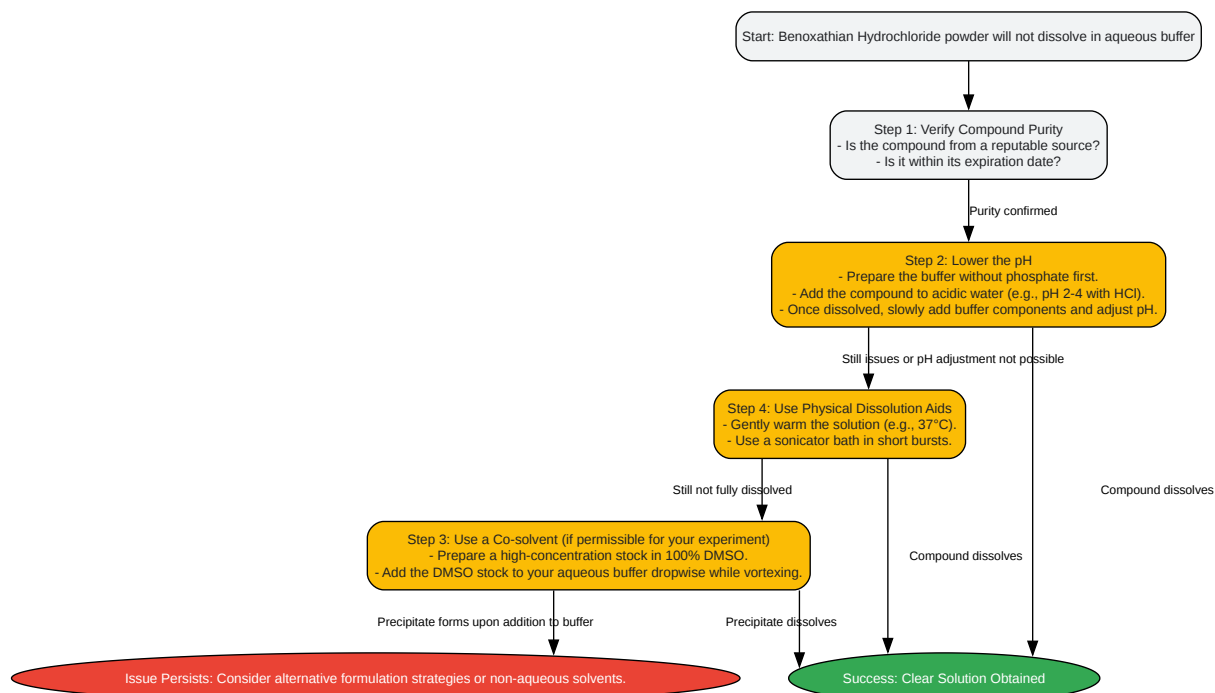 Start: Benoxathian Hydrochloride powder will not dissolve in aqueous buffer
Step 1: Verify Compound Purity
- Is the compound from a reputable source?
- Is it within its expiration date?
Purity confirmed
Step 2: Lower the pH
- Prepare the buffer without phosphate first.
- Add the compound to acidic water (e.g., pH 2-4 with HCl).
- Once dissolved, slowly add buffer components and adjust pH.
Still issues or pH adjustment not possible
Step 4: Use Physical Dissolution Aids
- Gently warm the solution (e.g., 37°C).
- Use a sonicator bath in short bursts.
Still not fully dissolved
Compound dissolves
Step 3: Use a Co-solvent (if permissible for your experiment)
- Prepare a high-concentration stock in 100% DMSO.
- Add the DMSO stock to your aqueous buffer dropwise while vortexing.
Compound dissolves
Precipitate forms upon addition to buffer
Precipitate dissolves
Issue Persists: Consider alternative formulation strategies or non-aqueous solvents.
Success: Clear Solution Obtained